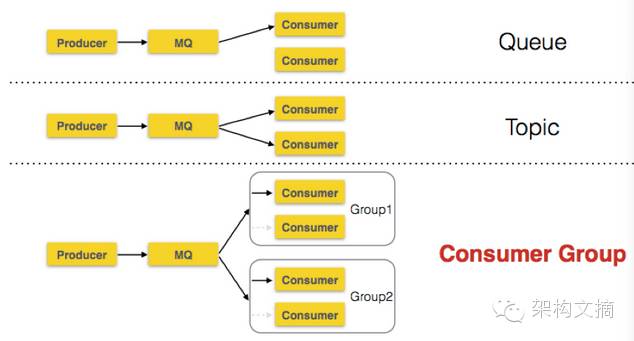 Producer
MQ
Consumer
Consumer
Queue
Producer
MQ
Consumer
Consumer
Topic
Producer
MQ
Consumer
Consumer
Group1
Consumer
Consumer
Group2
Consumer Group
架构文摘